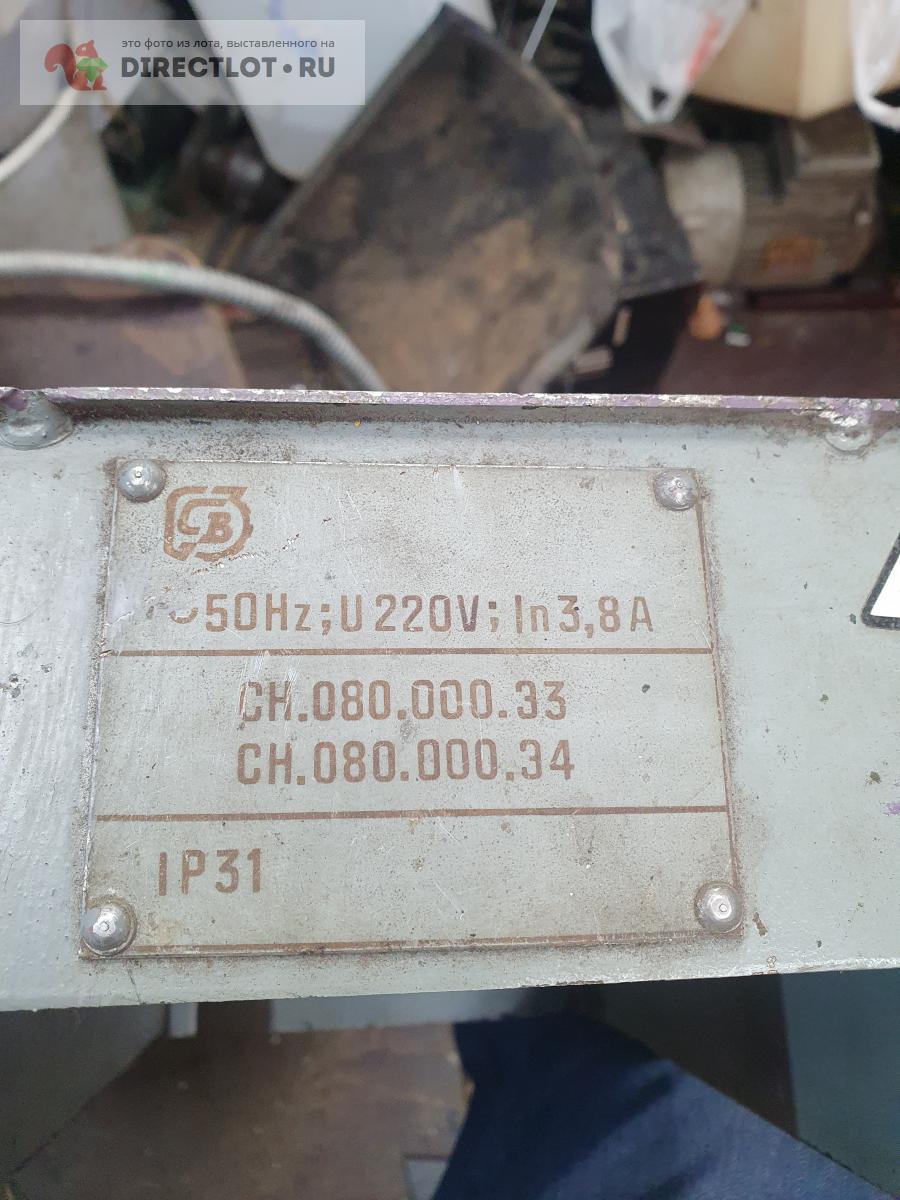 это фото из лота, выставленного на
DIRECTLOT.RU
СВ
~50Hz; U 220V; In 3,8 A
CH.080.000.33
CH.080.000.34
IP31